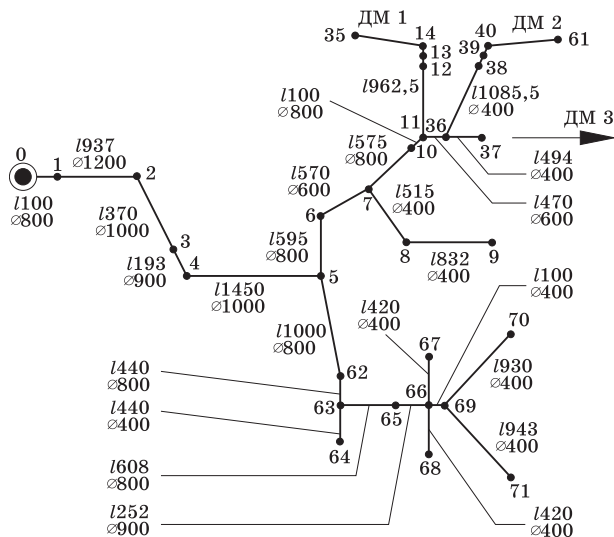 ДМ 1
ДМ 2
35
14
40
61
13
39
12
38
l962,5
l1085,5
∅400
l100
∅800
11
36
ДМ 3
10
37
l575
∅800
l494
∅400
0
l937
∅1200
1
2
l570
∅600
l515
∅400
l470
∅600
7
l100
∅800
l370
∅1000
6
3
l595
∅800
8
9
l193
∅900
4
5
l832
∅400
l100
∅400
l1450
∅1000
l420
∅400
l1000
∅800
70
67
l440
∅800
62
l930
∅400
66
l440
∅400
63
65
69
l943
∅400
64
68
l608
∅800
71
l252
∅900
l420
∅400